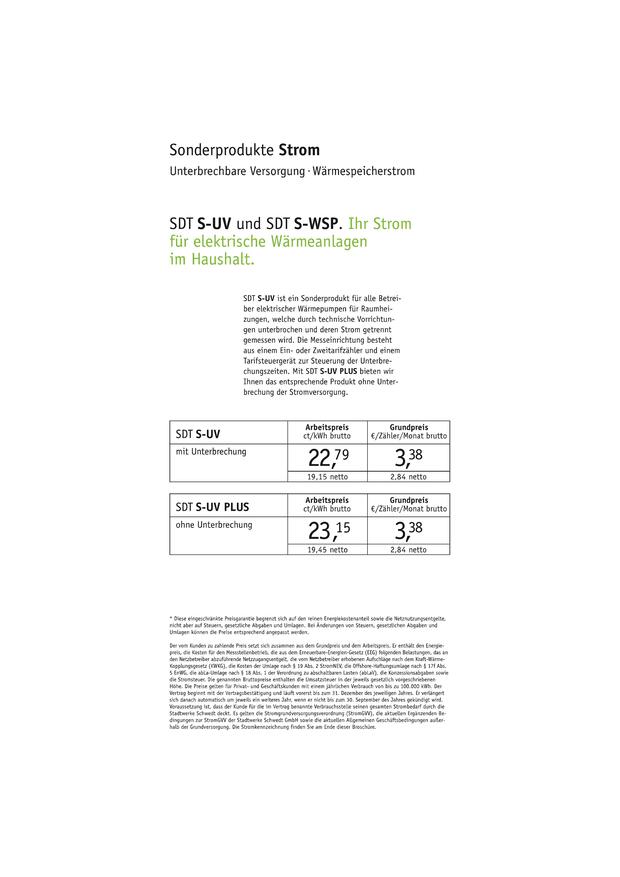 Sonderprodukte Strom
Unterbrechbare Versorgung · Wärmespeicherstrom
SDT S-UV und SDT S-WSP. Ihr Strom
für elektrische Wärmeanlagen
im Haushalt.
SDT S-UV ist ein Sonderprodukt für alle Betrei-
ber elektrischer Wärmepumpen für Raumhei-
zungen, welche durch technische Vorrichtun-
gen unterbrochen und deren Strom getrennt
gemessen wird. Die Messeinrichtung besteht
aus einem Ein- oder Zweitarifzähler und einem
Tarifsteuergerät zur Steuerung der Unterbre-
chungszeiten. Mit SDT S-UV PLUS bieten wir
Ihnen das entsprechende Produkt ohne Unter-
brechung der Stromversorgung.
SDT S-UV
Arbeitspreis
ct/kWh brutto
Grundpreis
€/Zähler/Monat brutto
mit Unterbrechung
22,79
3,38
19,15 netto
2,84 netto
SDT S-UV PLUS
Arbeitspreis
ct/kWh brutto
Grundpreis
€/Zähler/Monat brutto
ohne Unterbrechung
23,15
3,38
19,45 netto
2,84 netto
* Diese eingeschränkte Preisgarantie begrenzt sich auf den reinen Energiekostenanteil sowie die Netznutzungsentgelte,
nicht aber auf Steuern, gesetzliche Abgaben und Umlagen. Bei Änderungen von Steuern, gesetzlichen Abgaben und
Umlagen können die Preise entsprechend angepasst werden.
Der vom Kunden zu zahlende Preis setzt sich zusammen aus dem Grundpreis und dem Arbeitspreis. Er enthält den Energie-
preis, die Kosten für den Messstellenbetrieb, die aus dem Erneuerbare-Energien-Gesetz (EEG) folgenden Belastungen, das an
den Netzbetreiber abzuführende Netzzugangsentgelt, die vom Netzbetreiber erhobenen Aufschläge nach dem Kraft-Wärme-
Kopplungsgesetz (KWKG), die Kosten der Umlage nach § 19 Abs. 2 StromNEV, die Offshore-Haftungsumlage nach § 17f Abs.
5 EnWG, die abLa-Umlage nach § 18 Abs. 1 der Verordnung zu abschaltbaren Lasten (abLaV), die Konzessionsabgaben sowie
die Stromsteuer. Die genannten Bruttopreise enthalten die Umsatzsteuer in der jeweils gesetzlich vorgeschriebenen
Höhe. Die Preise gelten für Privat- und Geschäftskunden mit einem jährlichen Verbrauch von bis zu 100.000 kWh. Der
Vertrag beginnt mit der Vertragsbestätigung und läuft vorerst bis zum 31. Dezember des jeweiligen Jahres. Er verlängert
sich danach automatisch um jeweils ein weiteres Jahr, wenn er nicht bis zum 30. September des Jahres gekündigt wird.
Voraussetzung ist, dass der Kunde für die im Vertrag benannte Verbrauchsstelle seinen gesamten Strombedarf durch die
Stadtwerke Schwedt deckt. Es gelten die Stromgrundversorgungsverordnung (StromGVV), die aktuellen Ergänzenden Be-
dingungen zur StromGVV der Stadtwerke Schwedt GmbH sowie die aktuellen Allgemeinen Geschäftsbedingungen außer-
halb der Grundversorgung. Die Stromkennzeichnung finden Sie am Ende dieser Broschüre.